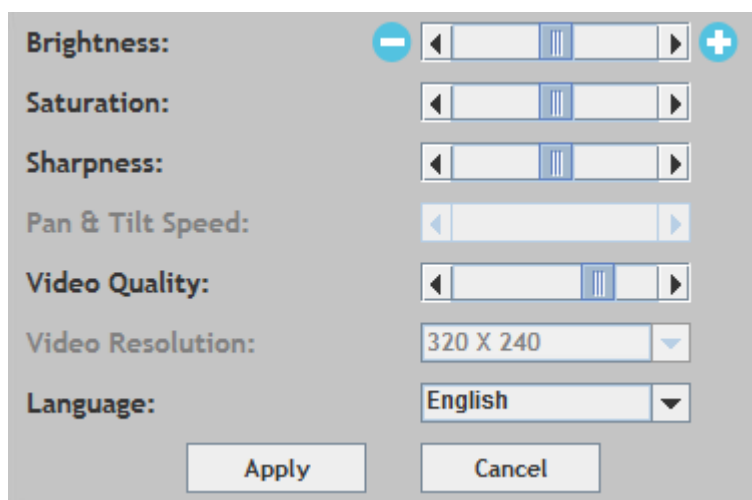 Brightness:
Saturation:
Sharpness:
Pan & Tilt Speed:
Video Quality:
Video Resolution: 320 X 240
Language: English
Apply Cancel